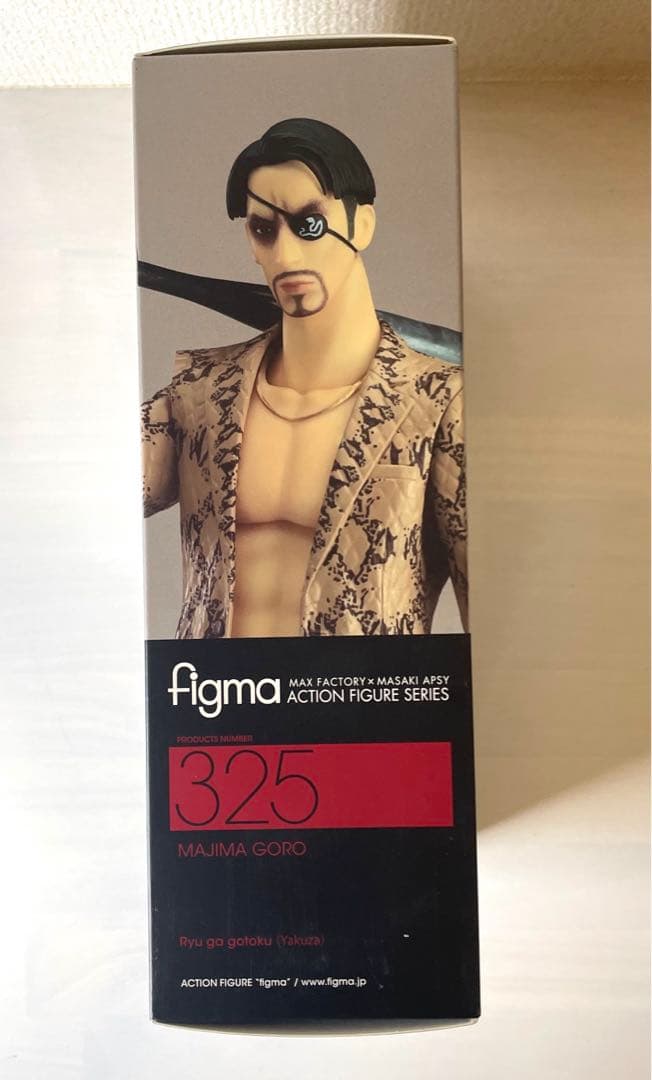 figma MAX FACTORY × MASAKI APSY
ACTION FIGURE SERIES
PRODUCTS NUMBER
325
MAJIMA GORO
Ryu ga gotoku (Yakuza)
ACTION FIGURE "figma" / www.figma.jp